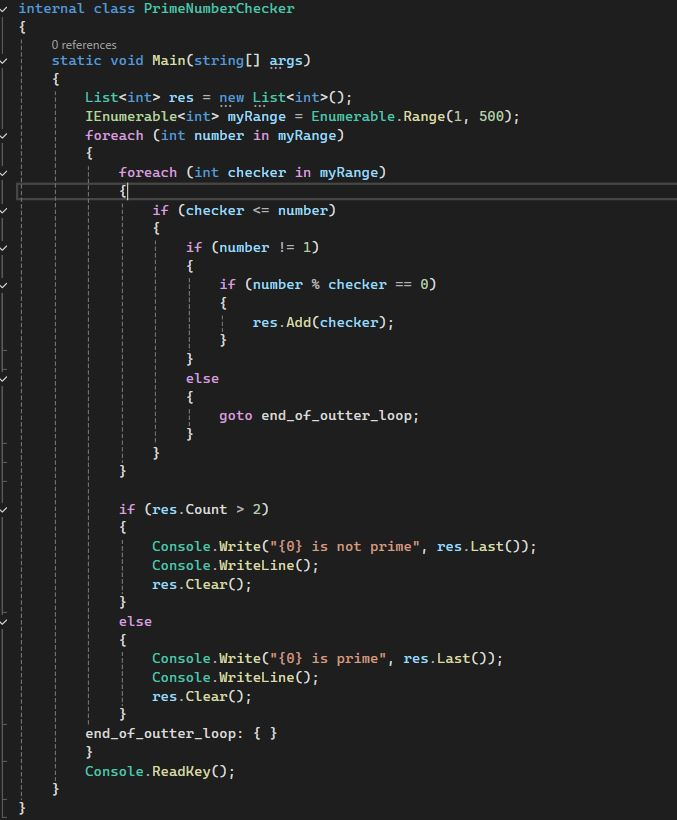 internal class PrimeNumberChecker
{
0 references
static void Main(string[] args)
{
List<int> res = new List<int>();
IEnumerable<int> myRange = Enumerable.Range(1, 500);
foreach (int number in myRange)
{
foreach (int checker in myRange)
{
if (checker <= number)
{
if (number != 1)
{
if (number % checker == 0)
{
res.Add(checker);
}
}
else
{
goto end_of_outter_loop;
}
}
}
if (res.Count > 2)
{
Console.Write("{0} is not prime", res.Last());
Console.WriteLine();
res.Clear();
}
else
{
Console.Write("{0} is prime", res.Last());
Console.WriteLine();
res.Clear();
}
end_of_outter_loop: { }
}
Console.ReadKey();
}
}